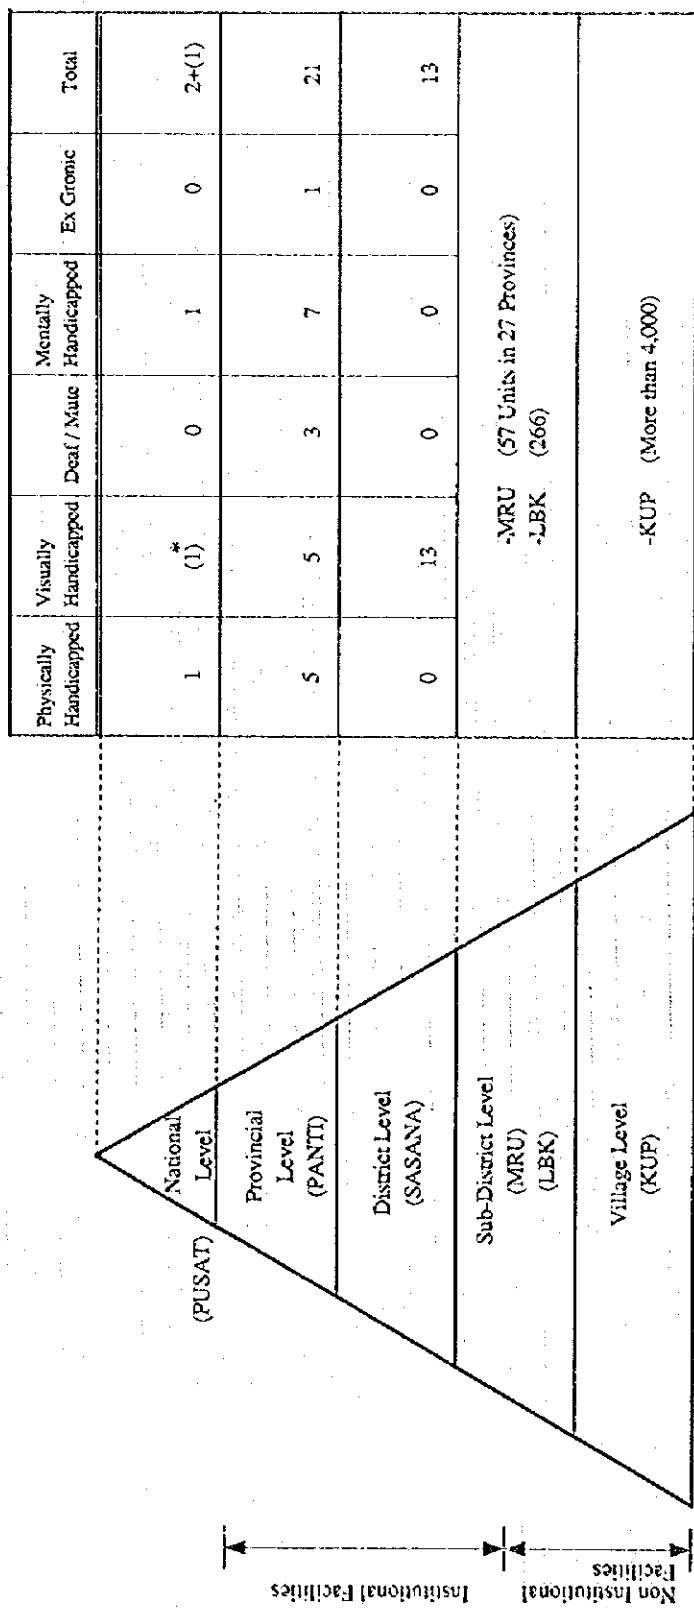 Physically Handicapped | Visually Handicapped | Deaf / Mute | Mentally Handicapped | Ex Gronic | Total
National Level (PUSAT) | 1 | (1)* | 0 | 1 | 0 | 2+(1)
Provincial Level (PANTI) | 5 | 5 | 3 | 7 | 1 | 21
District Level (SASANA) | 0 | 13 | 0 | 0 | 0 | 13
Sub-District Level (MRU) (LBK)
-MRU (57 Units in 27 Provinces)
-LBK (266)
Village Level (KUP)
-KUP (More than 4,000)
Institutional Facilities
Non Institutional Facilities